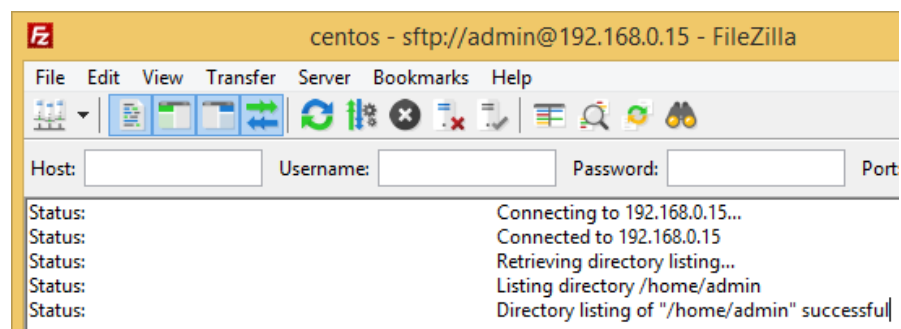 Fz
centos - sftp://admin@192.168.0.15 - FileZilla
File Edit View Transfer Server Bookmarks Help
Host: Username: Password: Port:
Status: Connecting to 192.168.0.15...
Status: Connected to 192.168.0.15
Status: Retrieving directory listing...
Status: Listing directory /home/admin
Status: Directory listing of "/home/admin" successful